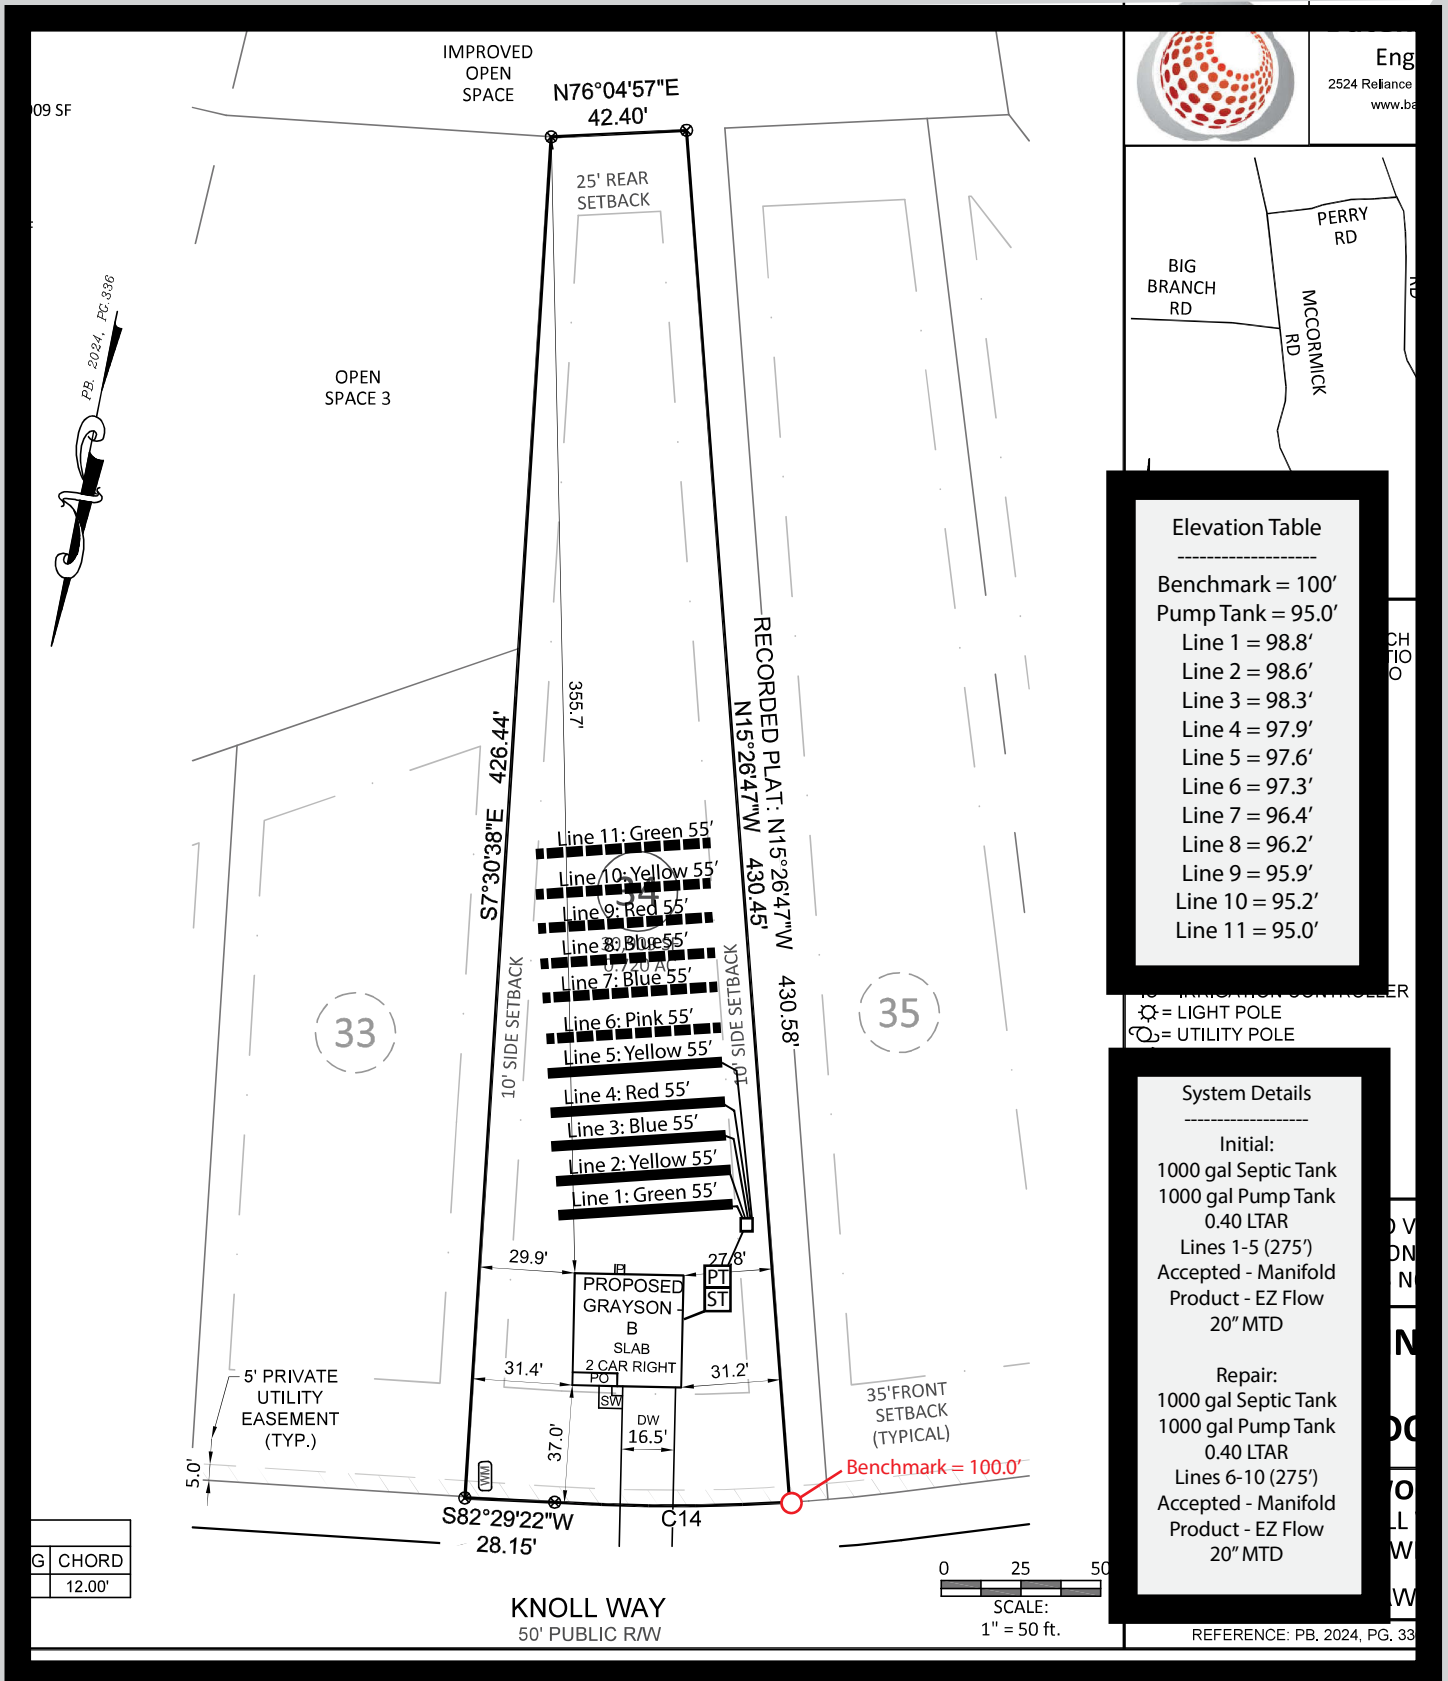 IMPROVED
OPEN
SPACE
N76°04'57"E
42.40'
09 SF
25' REAR
SETBACK
PB. 2024, PG.336
OPEN
SPACE 3
355.7'
S7°30'38"E 426.44'
RECORDED PLAT: N15°26'47"W 430.58'
N15°26'47"W 430.45'
Line 11: Green 55'
Line 10: Yellow 55'
34
Line 9: Red 55'
Line 8: Blue 55'
0.720 AC
Line 7: Blue 55'
Line 6: Pink 55'
Line 5: Yellow 55'
Line 4: Red 55'
Line 3: Blue 55'
Line 2: Yellow 55'
Line 1: Green 55'
10' SIDE SETBACK
10' SIDE SETBACK
33
35
29.9'
27.8'
P
PT
ST
PROPOSED
GRAYSON -
B
SLAB
2 CAR RIGHT
PO
SW
31.4'
31.2'
DW
16.5'
37.0'
5' PRIVATE
UTILITY
EASEMENT
(TYP.)
5.0'
WM
35'FRONT
SETBACK
(TYPICAL)
Benchmark = 100.0'
S82°29'22"W
28.15'
C14
G CHORD
12.00'
KNOLL WAY
50' PUBLIC R/W
0 25 50
SCALE:
1" = 50 ft.
Eng
2524 Reliance
www.ba
PERRY
RD
BIG
BRANCH
RD
MCCORMICK
RD
RD
Elevation Table
-------------------
Benchmark = 100'
Pump Tank = 95.0'
Line 1 = 98.8'
Line 2 = 98.6'
Line 3 = 98.3'
Line 4 = 97.9'
Line 5 = 97.6'
Line 6 = 97.3'
Line 7 = 96.4'
Line 8 = 96.2'
Line 9 = 95.9'
Line 10 = 95.2'
Line 11 = 95.0'
CH
TIO
O
IRRIGATION CONTROLLER
= LIGHT POLE
= UTILITY POLE
System Details
-------------------
Initial:
1000 gal Septic Tank
1000 gal Pump Tank
0.40 LTAR
Lines 1-5 (275')
Accepted - Manifold
Product - EZ Flow
20" MTD
Repair:
1000 gal Septic Tank
1000 gal Pump Tank
0.40 LTAR
Lines 6-10 (275')
Accepted - Manifold
Product - EZ Flow
20" MTD
REFERENCE: PB. 2024, PG. 33